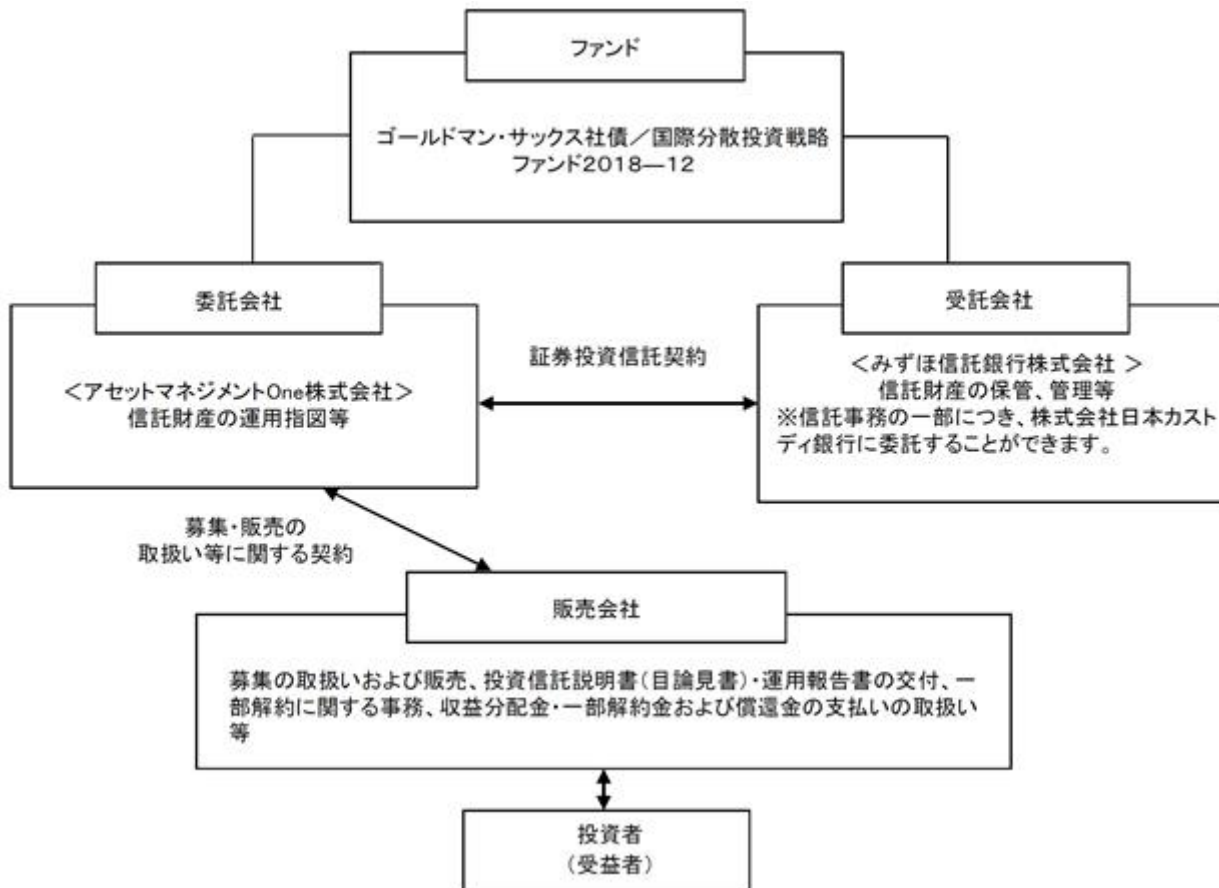 ファンド
ゴールドマン・サックス社債／国際分散投資戦略
ファンド２０１８―１２
委託会社
＜アセットマネジメントOne株式会社＞
信託財産の運用指図等
証券投資信託契約
受託会社
＜みずほ信託銀行株式会社 ＞
信託財産の保管、管理等
※信託事務の一部につき、株式会社日本カスト
ディ銀行に委託することができます。
募集・販売の
取扱い等に関する契約
販売会社
募集の取扱いおよび販売、投資信託説明書（目論見書）・運用報告書の交付、一
部解約に関する事務、収益分配金・一部解約金および償還金の支払いの取扱い
等
投資者
（受益者）